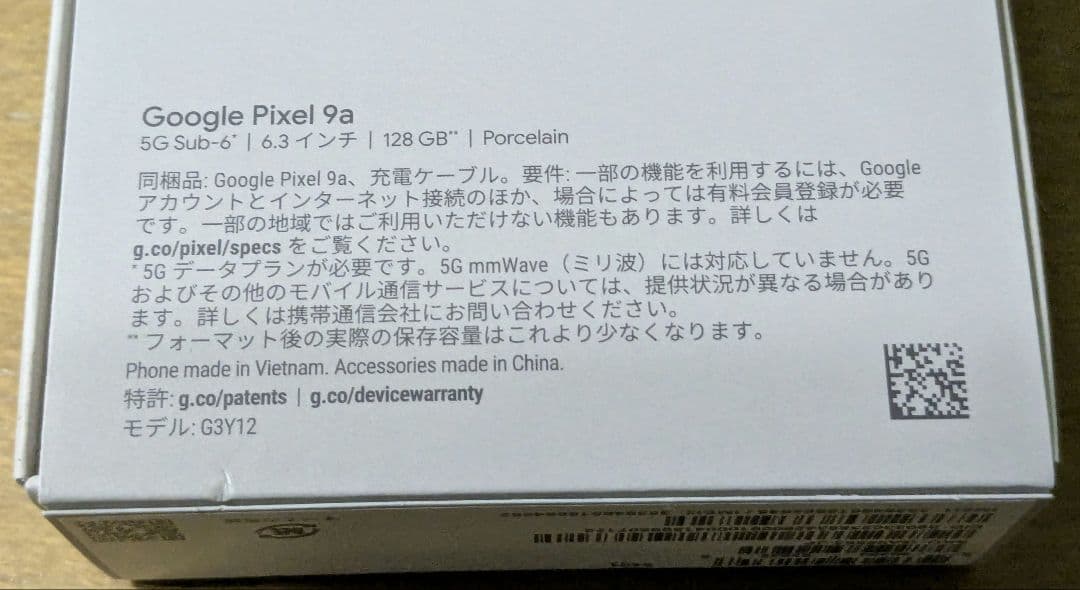 Google Pixel 9a
5G Sub-6* | 6.3 インチ | 128 GB** | Porcelain
同梱品: Google Pixel 9a、充電ケーブル。要件: 一部の機能を利用するには、Google
アカウントとインターネット接続のほか、場合によっては有料会員登録が必要
です。一部の地域ではご利用いただけない機能もあります。詳しくは
g.co/pixel/specs をご覧ください。
* 5G データプランが必要です。5G mmWave（ミリ波）には対応していません。5G
およびその他のモバイル通信サービスについては、提供状況が異なる場合があり
ます。詳しくは携帯通信会社にお問い合わせください。
** フォーマット後の実際の保存容量はこれより少なくなります。
Phone made in Vietnam. Accessories made in China.
特許: g.co/patents | g.co/devicewarranty
モデル: G3Y12